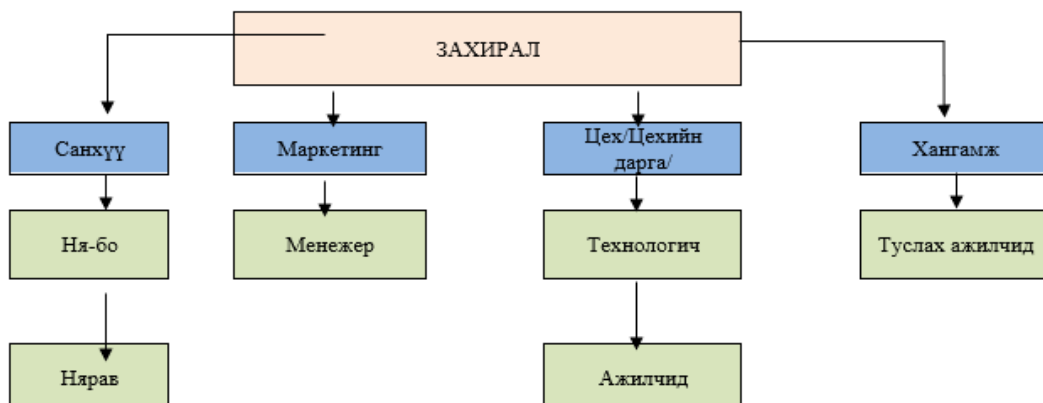 ЗАХИРАЛ
Санхүү
Маркетинг
Цех/Цехийн
дарга/
Хангамж
Ня-бо
Менежер
Технологич
Туслах ажилчид
Нярав
Ажилчид